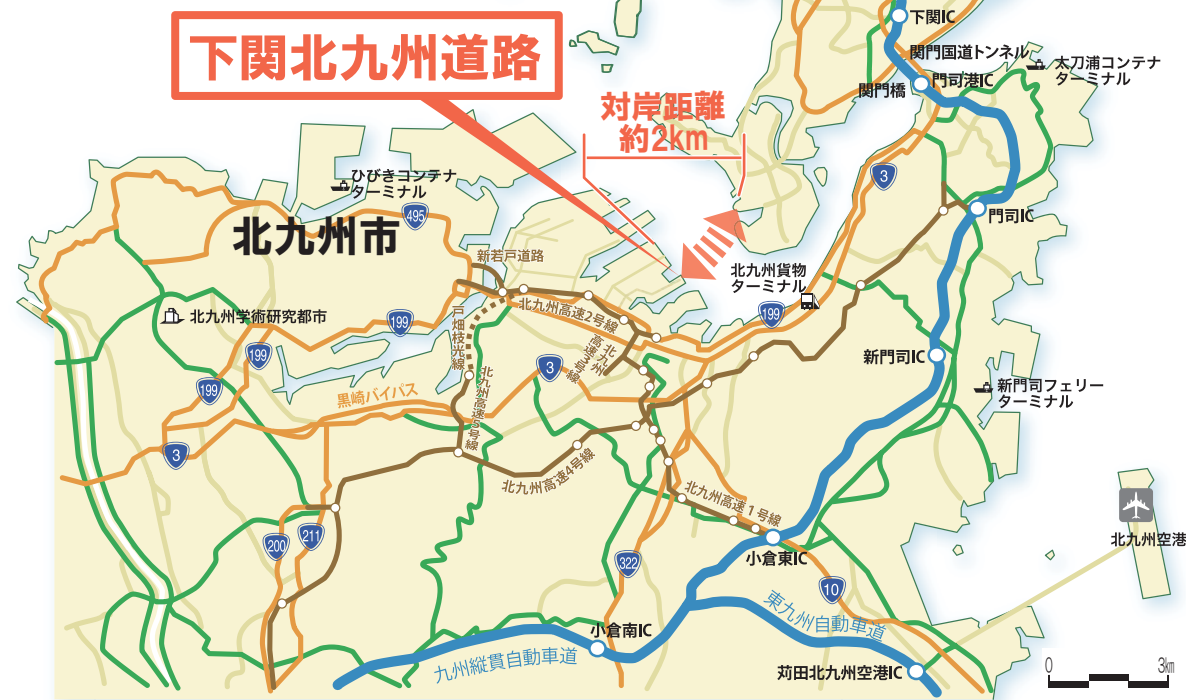 下関IC
関門国道トンネル
太刀浦コンテナ
ターミナル
門司港IC
関門橋
下関北九州道路
対岸距離
約2km
3
ひびきコンテナ
ターミナル
495
北九州市
門司IC
新若戸道路
北九州貨物
ターミナル
北九州学術研究都市
北九州高速2号線
199
199
戸畑枝光線
北九州
高速3号線
199
新門司IC
3
199
北九州高速5号線
黒崎バイパス
新門司フェリー
ターミナル
3
北九州高速4号線
北九州高速1号線
北九州空港
211
200
小倉東IC
322
10
東九州自動車道
小倉南IC
九州縦貫自動車道
苅田北九州空港IC
0
3km